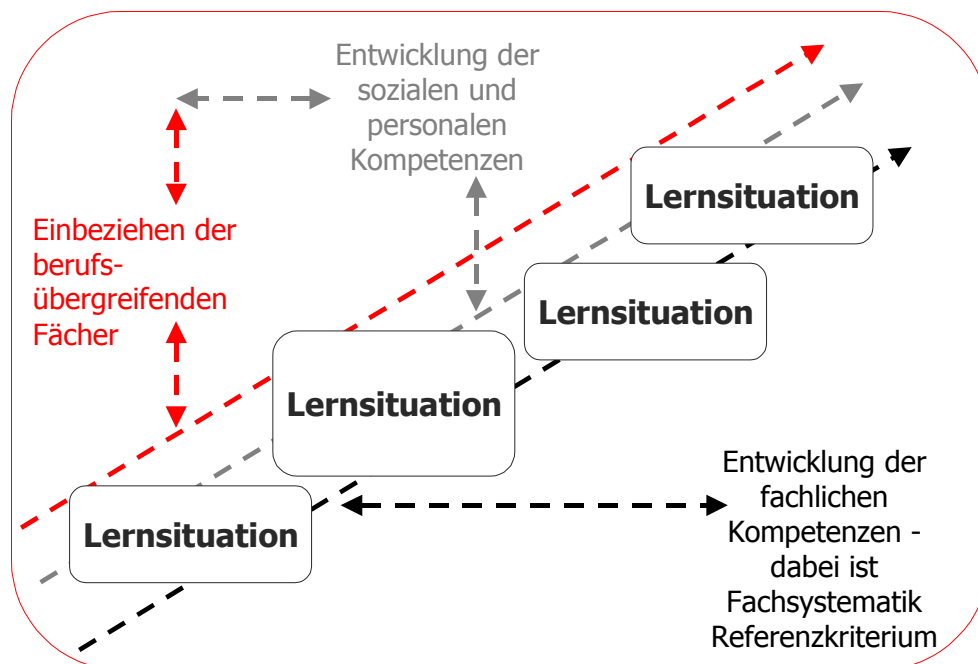 Entwicklung der
sozialen und
personalen
Kompetenzen
Lernsituation
Einbeziehen der
berufs-
übergreifenden
Fächer
Lernsituation
Lernsituation
Entwicklung der
fachlichen
Kompetenzen -
dabei ist
Fachsystematik
Referenzkriterium
Lernsituation